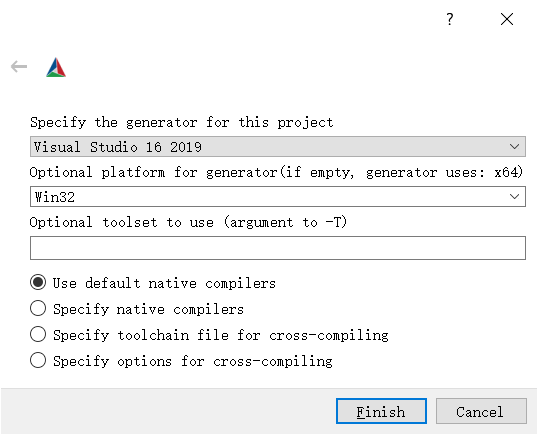 ?
Specify the generator for this project
Visual Studio 16 2019
Optional platform for generator(if empty, generator uses: x64)
Win32
Optional toolset to use (argument to -T)
Use default native compilers
Specify native compilers
Specify toolchain file for cross-compiling
Specify options for cross-compiling
Finish
Cancel